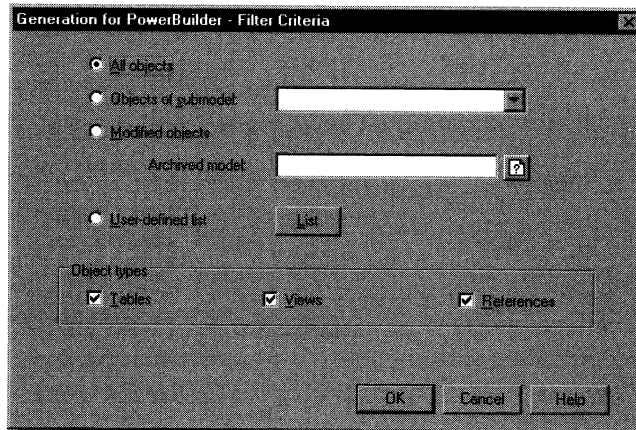 Generation for PowerBuilder - Filter Criteria
All objects
Objects of submodel:
Modified objects
Archived model:
?
User-defined list
List
Object types
Tables
Views
References
OK
Cancel
Help